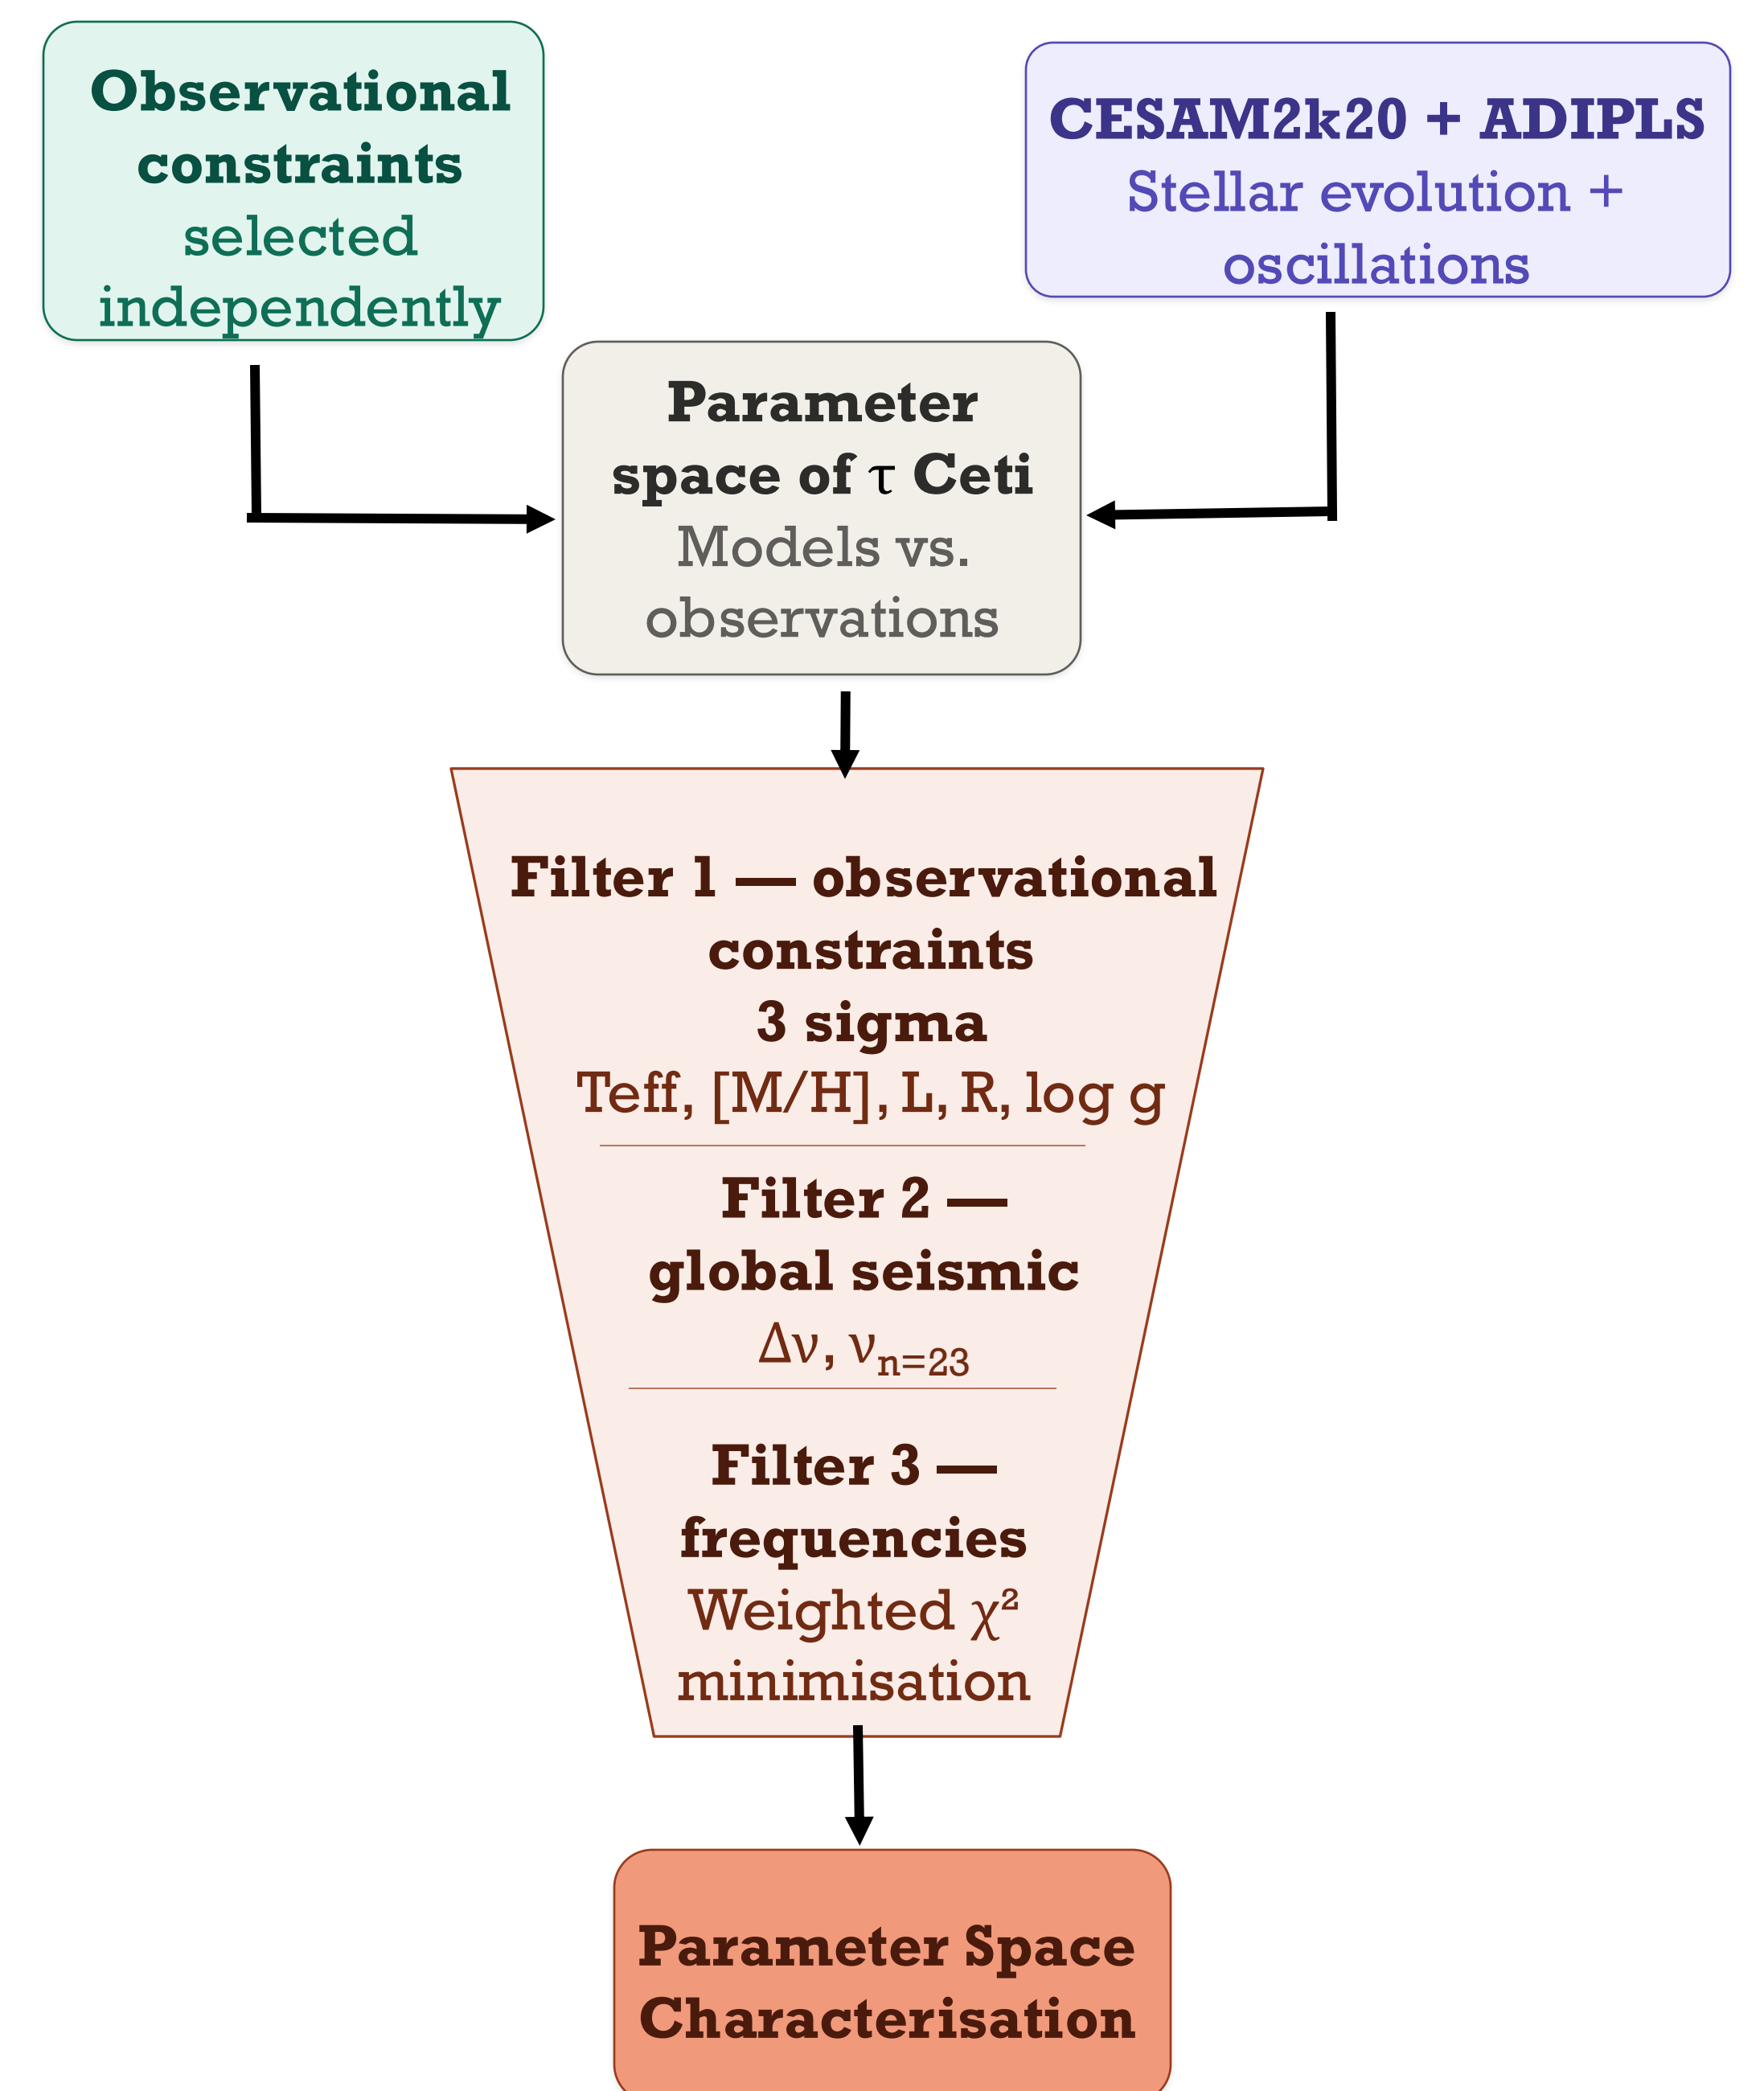 Observational
constraints
selected
independently
CESAM2k20 + ADIPLS
Stellar evolution +
oscillations
Parameter
space of τ Ceti
Models vs.
observations
Filter 1 — observational
constraints
3 sigma
Teff, [M/H], L, R, log g
Filter 2 —
global seismic
Δν, νn=23
Filter 3 —
frequencies
Weighted χ²
minimisation
Parameter Space
Characterisation